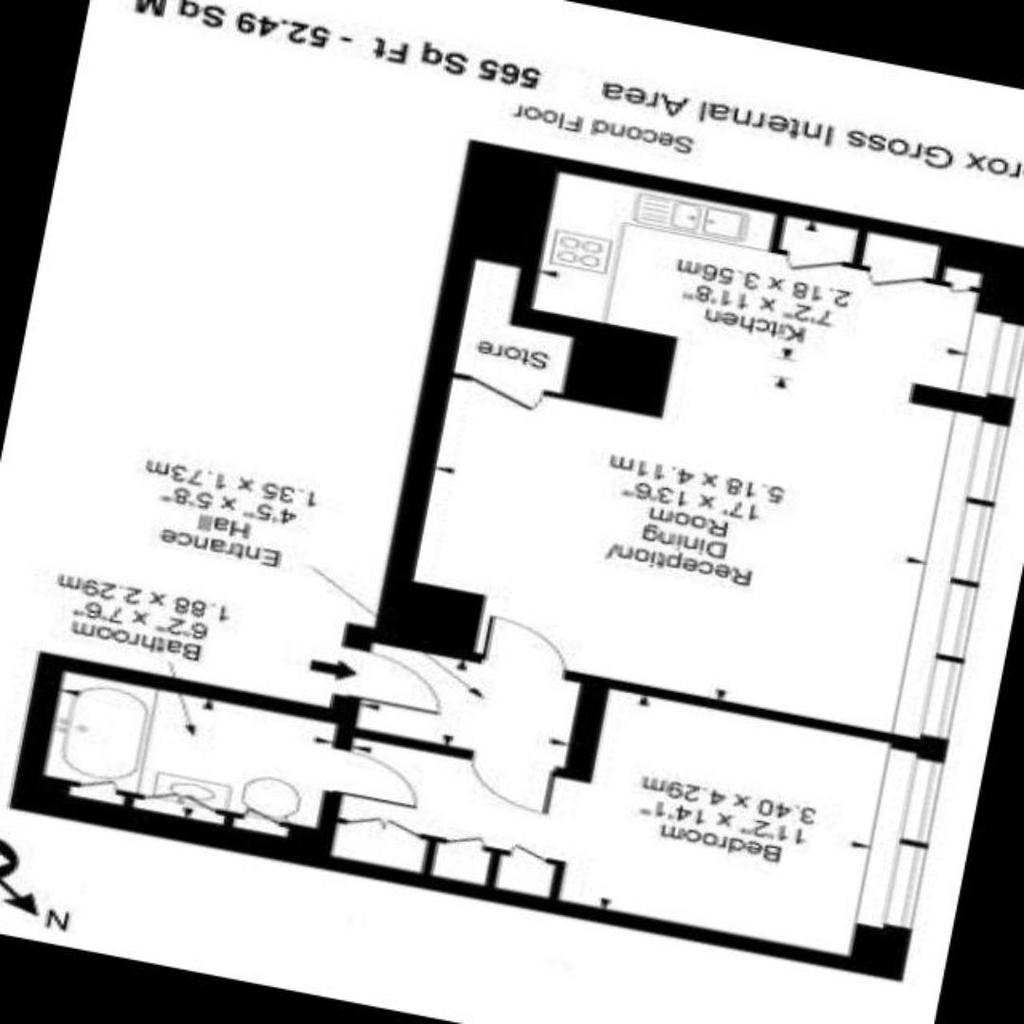 N
Bedroom
11'2" x 14'1"
3.40 x 4.29m
Bathroom
6'2" x 7'6"
1.88 x 2.29m
Entrance
Hall
4'5" x 5'8"
1.35 x 1.73m
Reception/
Dining
Room
17' x 13'6"
5.18 x 4.11m
Store
Kitchen
7'2" x 11'8"
2.18 x 3.56m
Second Floor
Gross Internal Area 565 Sq Ft - 52.49 Sq M